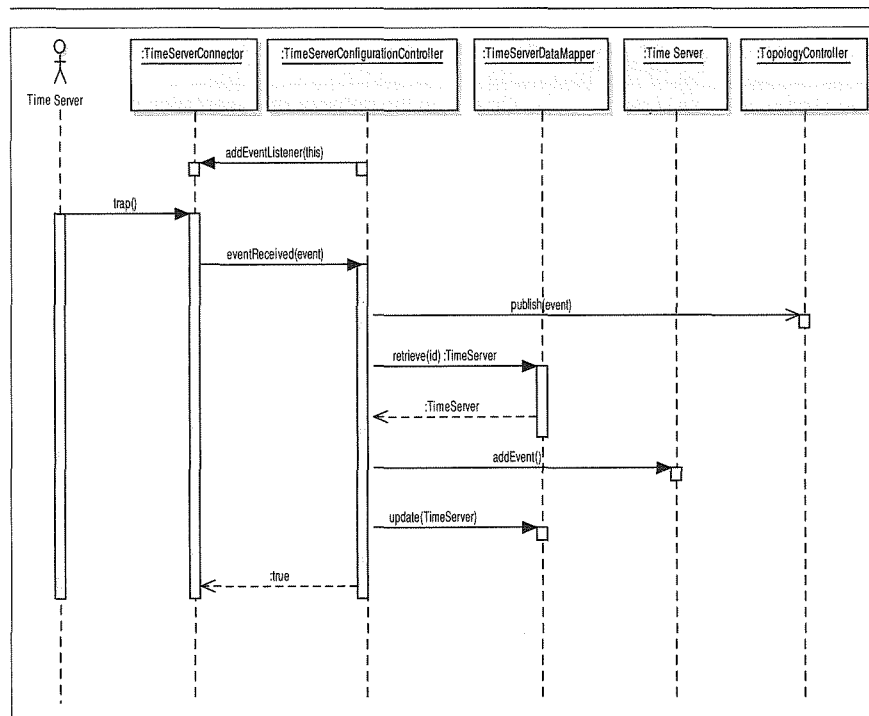 :TimeServerConnector
:TimeServerConfigurationController
:TimeServerDataMapper
:Time Server
:TopologyController
Time Server
addEventListener(this)
trap()
eventReceived(event)
publish(event)
retrieve(id) :TimeServer
:TimeServer
addEvent()
update(TimeServer)
:true